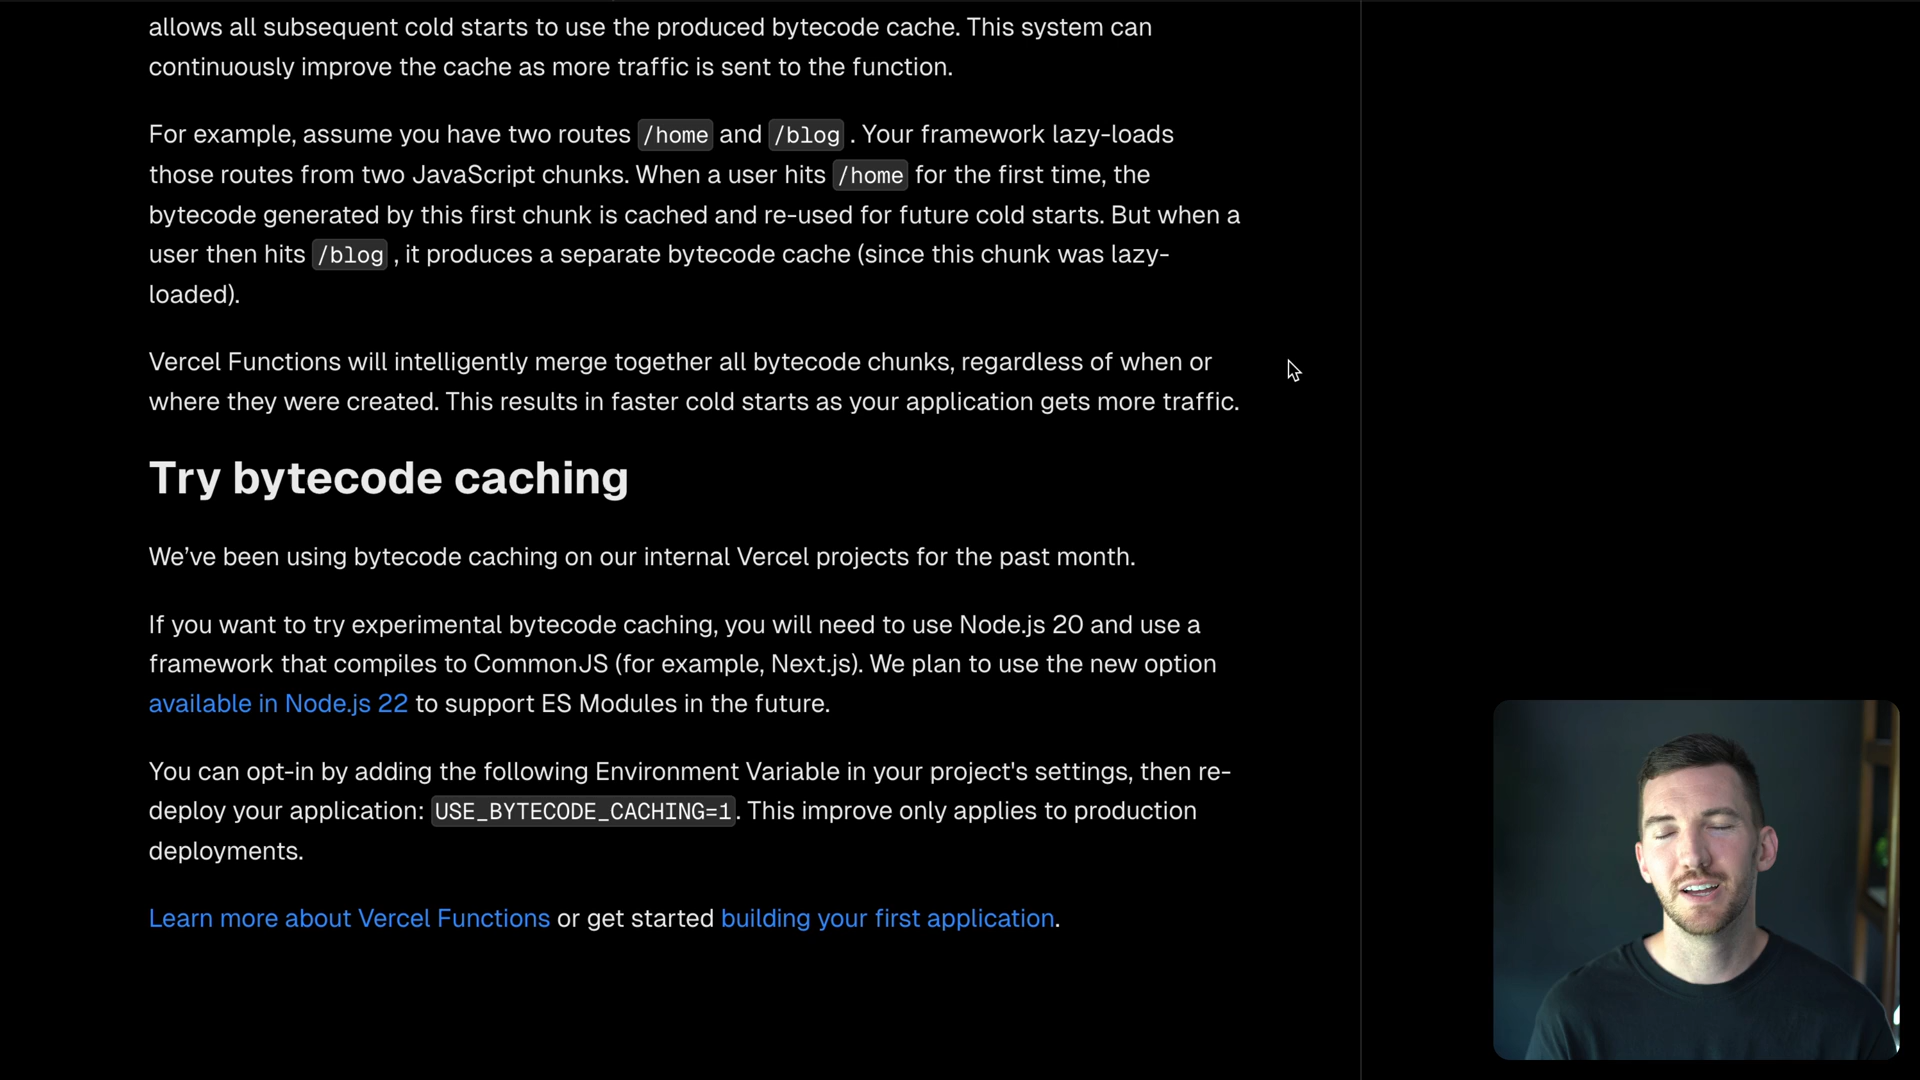 allows all subsequent cold starts to use the produced bytecode cache. This system can
continuously improve the cache as more traffic is sent to the function.
For example, assume you have two routes /home and /blog . Your framework lazy-loads
those routes from two JavaScript chunks. When a user hits /home for the first time, the
bytecode generated by this first chunk is cached and re-used for future cold starts. But when a
user then hits /blog , it produces a separate bytecode cache (since this chunk was lazy-
loaded).
Vercel Functions will intelligently merge together all bytecode chunks, regardless of when or
where they were created. This results in faster cold starts as your application gets more traffic.
Try bytecode caching
We’ve been using bytecode caching on our internal Vercel projects for the past month.
If you want to try experimental bytecode caching, you will need to use Node.js 20 and use a
framework that compiles to CommonJS (for example, Next.js). We plan to use the new option
available in Node.js 22 to support ES Modules in the future.
You can opt-in by adding the following Environment Variable in your project's settings, then re-
deploy your application: USE_BYTECODE_CACHING=1. This improve only applies to production
deployments.
Learn more about Vercel Functions or get started building your first application.